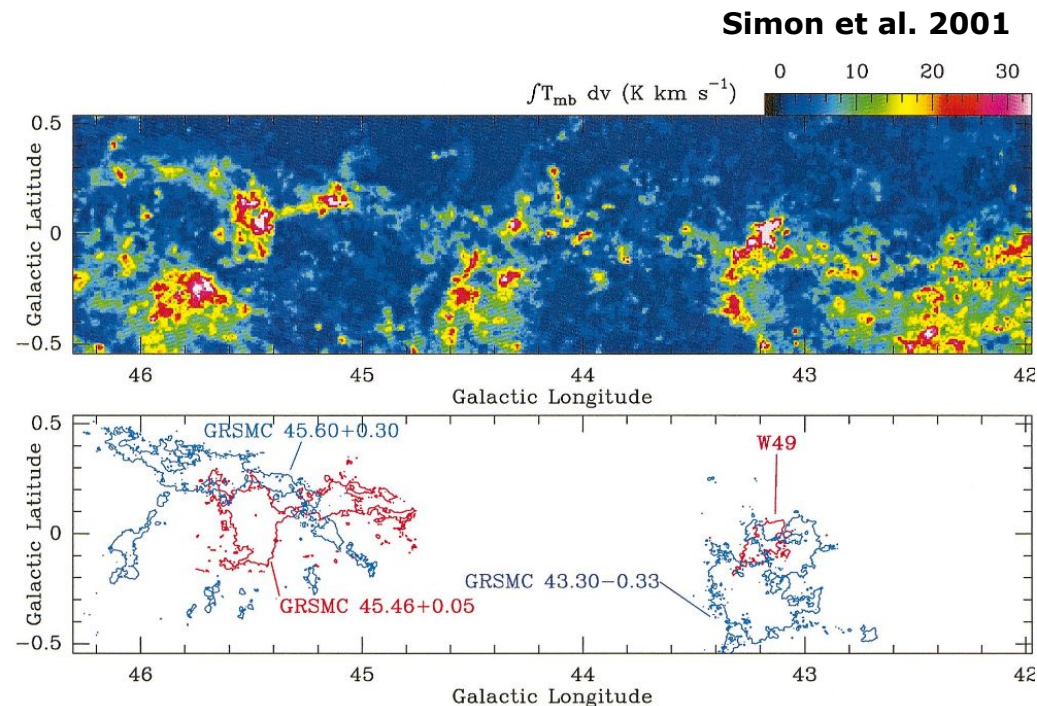 Simon et al. 2001
∫T_mb dv (K km s⁻¹)
0 10 20 30
0.5
0
−0.5
Galactic Latitude
46 45 44 43 42
Galactic Longitude
0.5
0
−0.5
Galactic Latitude
GRSMC 45.60+0.30
W49
GRSMC 43.30−0.33
GRSMC 45.46+0.05
46 45 44 43 42
Galactic Longitude